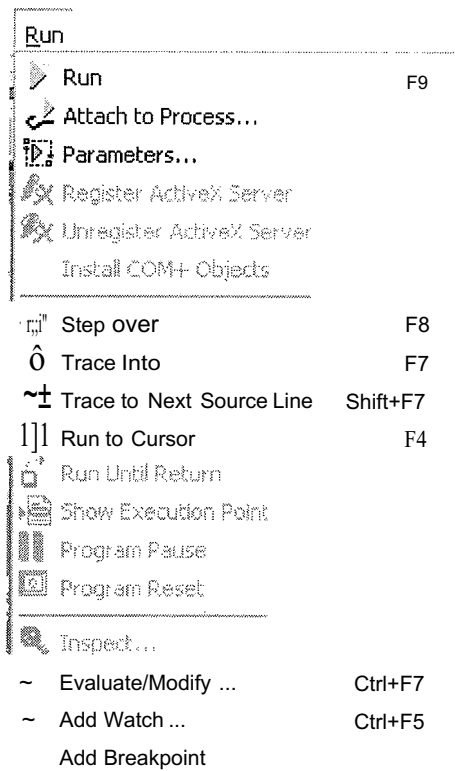 Run
Run F9
Attach to Process...
Parameters...
Register ActiveX Server
Unregister ActiveX Server
Install COM+ Objects
r;;i" Step over F8
Ô Trace Into F7
~± Trace to Next Source Line Shift+F7
1]1 Run to Cursor F4
Run Until Return
Show Execution Point
Program Pause
Program Reset
Inspect...
~ Evaluate/Modify ... Ctrl+F7
~ Add Watch ... Ctrl+F5
Add Breakpoint